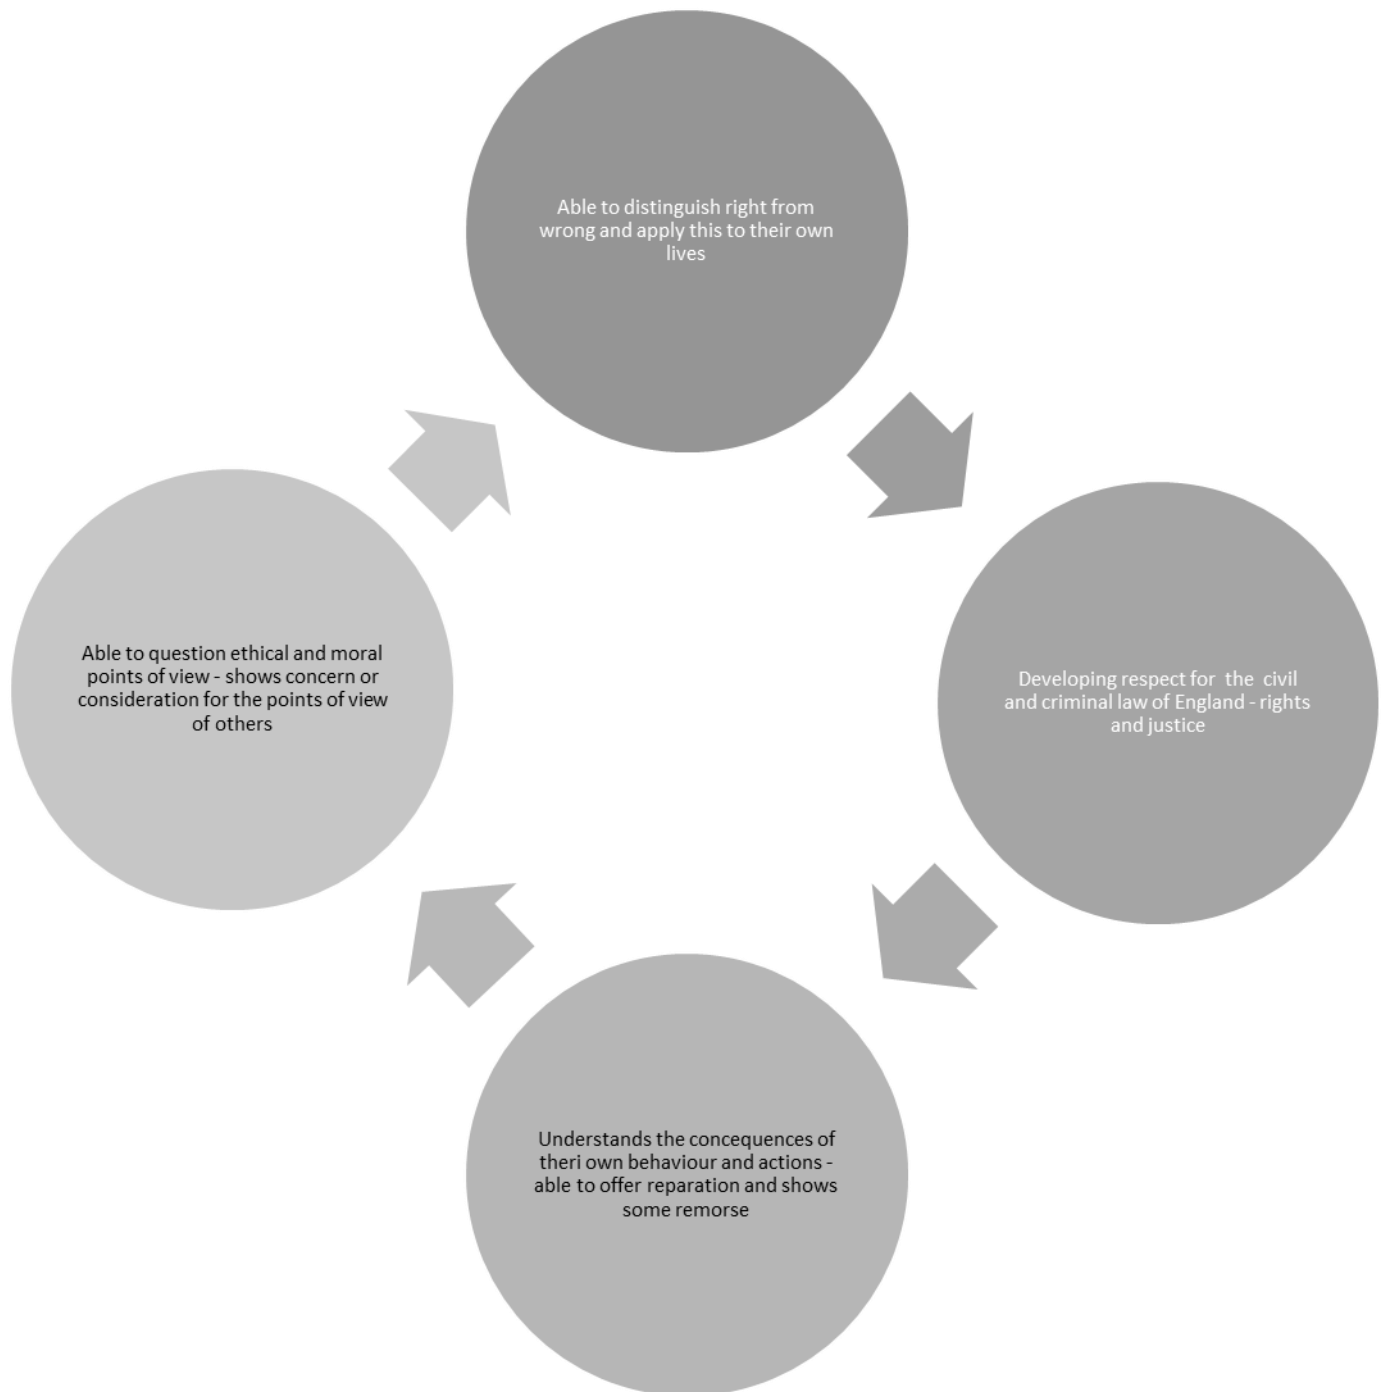 Able to distinguish right from
wrong and apply this to their own
lives
Developing respect for  the  civil
and criminal law of England - rights
and justice
Understands the concequences of
theri own behaviour and actions -
able to offer reparation and shows
some remorse
Able to question ethical and moral
points of view - shows concern or
consideration for the points of view
of others